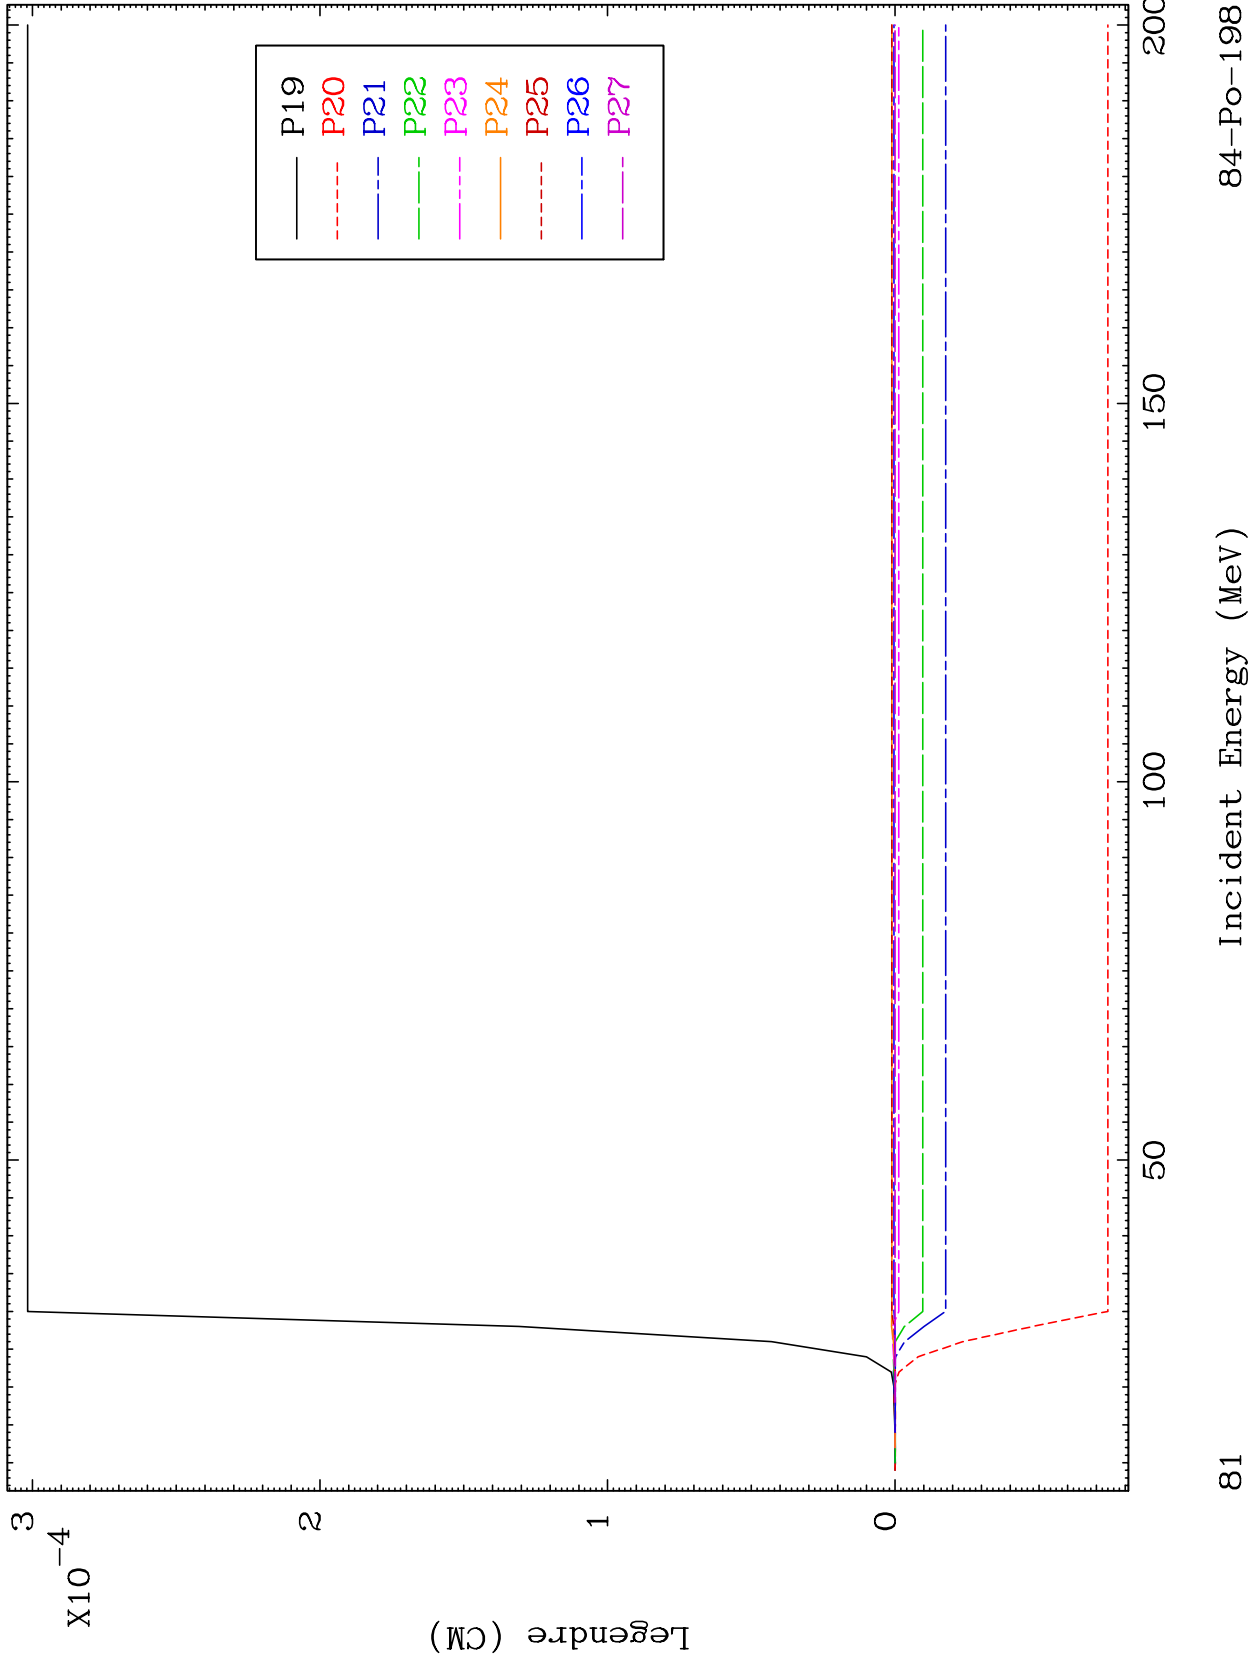 3
2
1
0
X10-4
Legendre (CM)
P19
P20
P21
P22
P23
P24
P25
P26
P27
50
100
150
200
Incident Energy (MeV)
81
84-Po-198